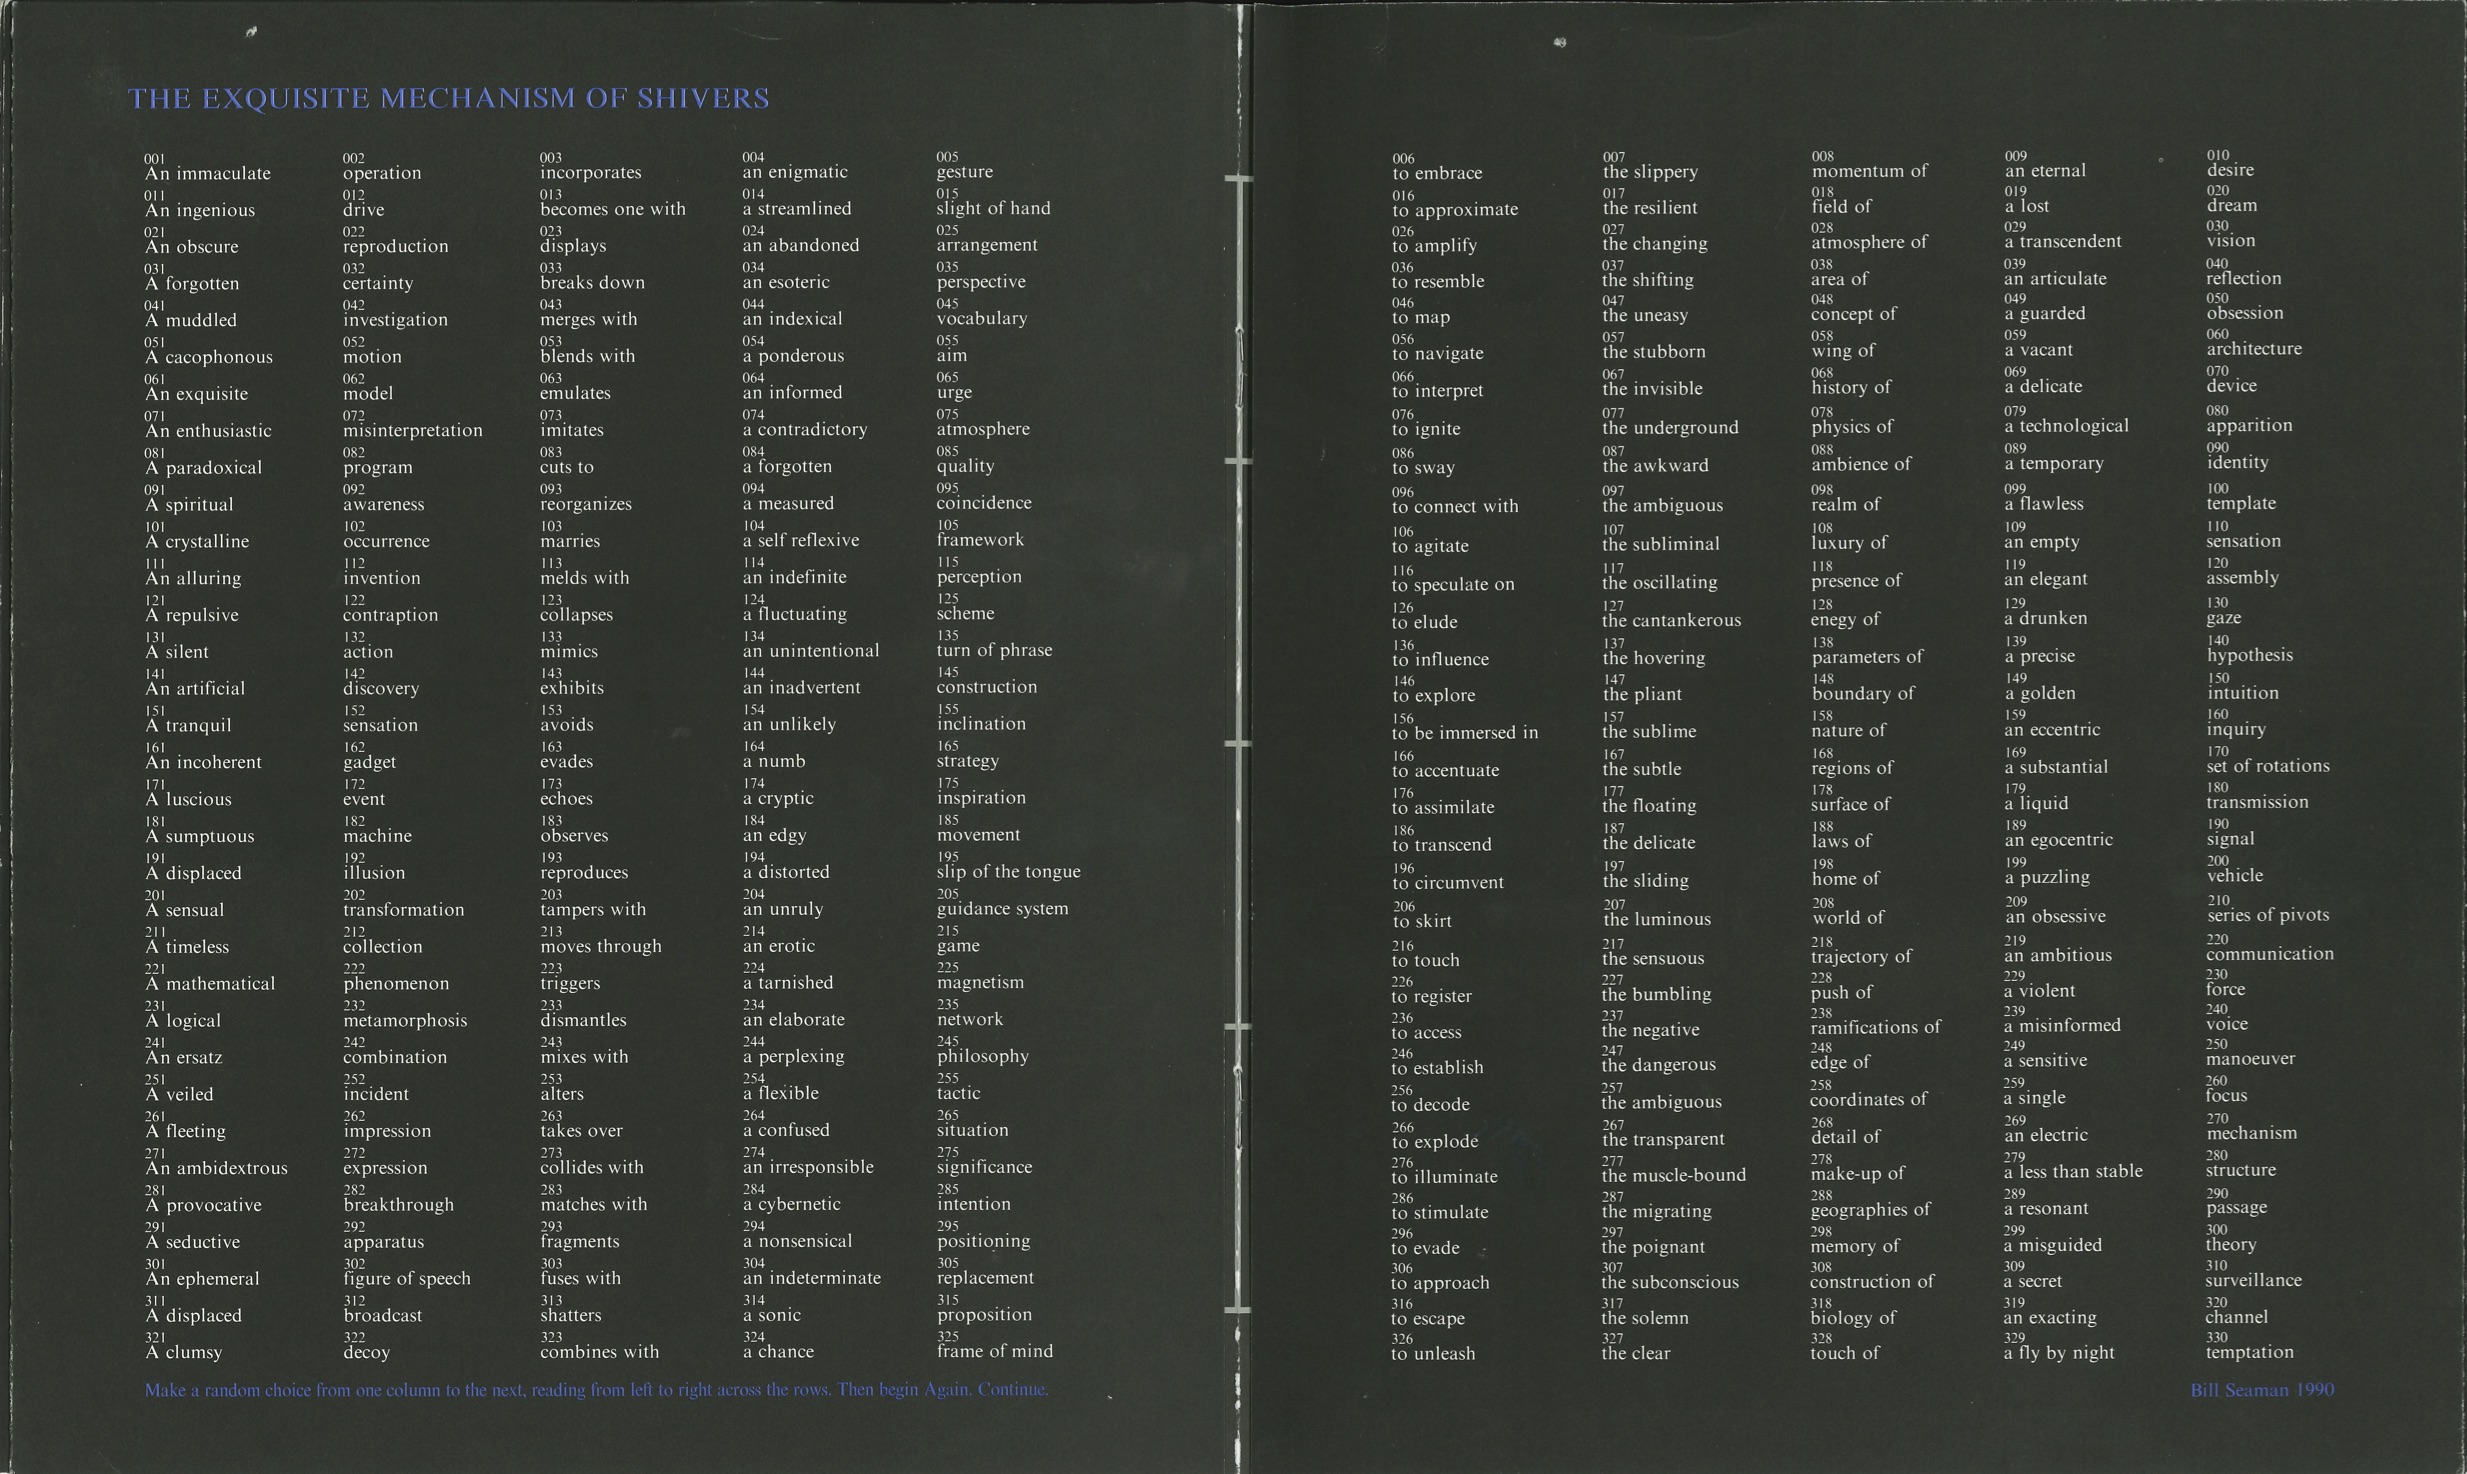 THE EXQUISITE MECHANISM OF SHIVERS
001 002 003 004 005 006 007 008 009 010
An immaculate operation incorporates an enigmatic gesture to embrace the slippery momentum of an eternal desire
011 012 013 014 015 016 017 018 019 020
An ingenious drive becomes one with a streamlined slight of hand to approximate the resilient field of a lost dream
021 022 023 024 025 026 027 028 029 030
An obscure reproduction displays an abandoned arrangement to amplify the changing atmosphere of a transcendent vision
031 032 033 034 035 036 037 038 039 040
A forgotten certainty breaks down an esoteric perspective to resemble the shifting area of an articulate reflection
041 042 043 044 045 046 047 048 049 050
A muddled investigation merges with an indexical vocabulary to map the uneasy concept of a guarded obsession
051 052 053 054 055 056 057 058 059 060
A cacophonous motion blends with a ponderous aim to navigate the stubborn wing of a vacant architecture
061 062 063 064 065 066 067 068 069 070
An exquisite model emulates an informed urge to interpret the invisible history of a delicate device
071 072 073 074 075 076 077 078 079 080
An enthusiastic misinterpretation imitates a contradictory atmosphere to ignite the underground physics of a technological apparition
081 082 083 084 085 086 087 088 089 090
A paradoxical program cuts to a forgotten quality to sway the awkward ambience of a temporary identity
091 092 093 094 095 096 097 098 099 100
A spiritual awareness reorganizes a measured coincidence to connect with the ambiguous realm of a flawless template
101 102 103 104 105 106 107 108 109 110
A crystalline occurrence marries a self reflexive framework to agitate the subliminal luxury of an empty sensation
111 112 113 114 115 116 117 118 119 120
An alluring invention melds with an indefinite perception to speculate on the oscillating presence of an elegant assembly
121 122 123 124 125 126 127 128 129 130
A repulsive contraption collapses a fluctuating scheme to elude the cantankerous enegy of a drunken gaze
131 132 133 134 135 136 137 138 139 140
A silent action mimics an unintentional turn of phrase to influence the hovering parameters of a precise hypothesis
141 142 143 144 145 146 147 148 149 150
An artificial discovery exhibits an inadvertent construction to explore the pliant boundary of a golden intuition
151 152 153 154 155 156 157 158 159 160
A tranquil sensation avoids an unlikely inclination to be immersed in the sublime nature of an eccentric inquiry
161 162 163 164 165 166 167 168 169 170
An incoherent gadget evades a numb strategy to accentuate the subtle regions of a substantial set of rotations
171 172 173 174 175 176 177 178 179 180
A luscious event echoes a cryptic inspiration to assimilate the floating surface of a liquid transmission
181 182 183 184 185 186 187 188 189 190
A sumptuous machine observes an edgy movement to transcend the delicate laws of an egocentric signal
191 192 193 194 195 196 197 198 199 200
A displaced illusion reproduces a distorted slip of the tongue to circumvent the sliding home of a puzzling vehicle
201 202 203 204 205 206 207 208 209 210
A sensual transformation tampers with an unruly guidance system to skirt the luminous world of an obsessive series of pivots
211 212 213 214 215 216 217 218 219 220
A timeless collection moves through an erotic game to touch the sensuous trajectory of an ambitious communication
221 222 223 224 225 226 227 228 229 230
A mathematical phenomenon triggers a tarnished magnetism to register the bumbling push of a violent force
231 232 233 234 235 236 237 238 239 240
A logical metamorphosis dismantles an elaborate network to access the negative ramifications of a misinformed voice
241 242 243 244 245 246 247 248 249 250
An ersatz combination mixes with a perplexing philosophy to establish the dangerous edge of a sensitive manoeuver
251 252 253 254 255 256 257 258 259 260
A veiled incident alters a flexible tactic to decode the ambiguous coordinates of a single focus
261 262 263 264 265 266 267 268 269 270
A fleeting impression takes over a confused situation to explode the transparent detail of an electric mechanism
271 272 273 274 275 276 277 278 279 280
An ambidextrous expression collides with an irresponsible significance to illuminate the muscle-bound make-up of a less than stable structure
281 282 283 284 285 286 287 288 289 290
A provocative breakthrough matches with a cybernetic intention to stimulate the migrating geographies of a resonant passage
291 292 293 294 295 296 297 298 299 300
A seductive apparatus fragments a nonsensical positioning to evade the poignant memory of a misguided theory
301 302 303 304 305 306 307 308 309 310
An ephemeral figure of speech fuses with an indeterminate replacement to approach the subconscious construction of a secret surveillance
311 312 313 314 315 316 317 318 319 320
A displaced broadcast shatters a sonic proposition to escape the solemn biology of an exacting channel
321 322 323 324 325 326 327 328 329 330
A clumsy decoy combines with a chance frame of mind to unleash the clear touch of a fly by night temptation
Make a random choice from one column to the next, reading from left to right across the rows. Then begin Again. Continue.
Bill Seaman 1990